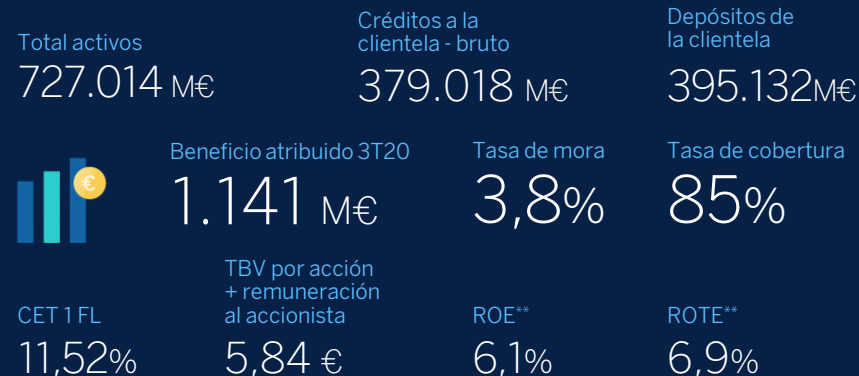 Total activos
727.014 M€
Créditos a la
clientela - bruto
379.018 M€
Depósitos de
la clientela
395.132M€
€
Beneficio atribuido 3T20
1.141 M€
Tasa de mora
3,8%
Tasa de cobertura
85%
CET 1 FL
11,52%
TBV por acción
+ remuneración
al accionista
5,84 €
ROE**
6,1%
ROTE**
6,9%